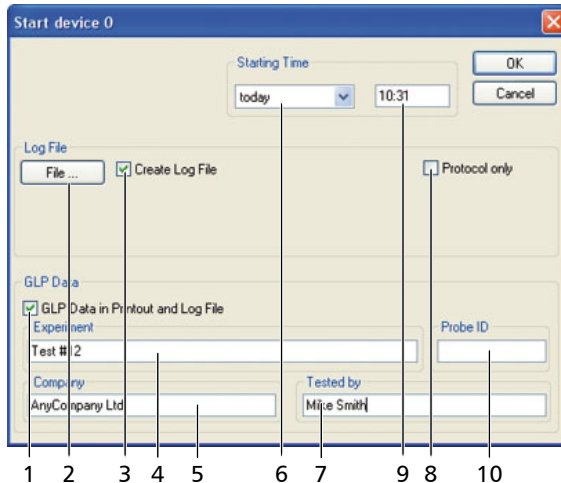 Start device 0
Starting Time
OK
today
10:31
Cancel
Log File
File ...
Create Log File
Protocol only
GLP Data
GLP Data in Printout and Log File
Experiment
Probe ID
Test #12
Company
Tested by
AnyCompany Ltd
Mike Smith
1 2 3 4 5 6 7 9 8 10